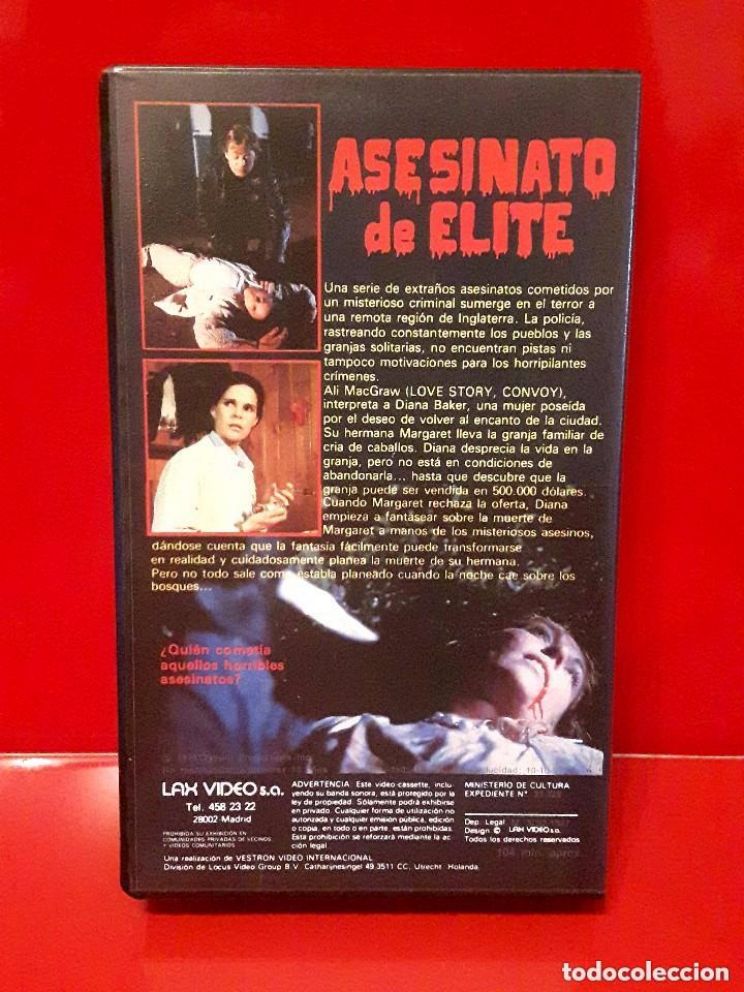 ASESINATO
de ELITE
Una serie de extraños asesinatos cometidos por
un misterioso criminal sumerge en el terror a
una remota región de Inglaterra. La policía,
rastreando constantemente los pueblos y las
granjas solitarias, no encuentran pistas ni
tampoco motivaciones para los horripilantes
crímenes.
Ali MacGraw (LOVE STORY, CONVOY),
interpreta a Diana Baker, una mujer poseída
por el deseo de volver al encanto de la ciudad.
Su hermana Margaret lleva la granja familiar de
cria de caballos. Diana desprecia la vida en la
granja, pero no está en condiciones de
abandonarla... hasta que descubre que la
granja puede ser vendida en 500.000 dólares.
Cuando Margaret rechaza la oferta, Diana
empieza a fantasear sobre la muerte de
Margaret a manos de los misteriosos asesinos,
dándose cuenta que la fantasía fácilmente puede transformarse
en realidad y cuidadosamente planea la muerte de su hermana.
Pero no todo sale como establa planeado cuando la noche cae sobre los
bosques...
¿Quién cometía
aquellos horribles
asesinatos?
LAX VIDEO s.a.
Tel. 458 23 22
28002-Madrid
PROHIBIDA SU EXHIBICIÓN EN
COMUNIDADES PRIVADAS DE VECINOS
Y VIDEOS COMUNITARIOS
ADVERTENCIA: Este video-cassette, inclu-
yendo su banda sonora, está protegido por la
ley de propiedad. Sólamente podrá exhibirse
en privado. Cualquier forma de utilización no
autorizada y cualquier emisión pública, edición
o copia, en todo o en parte, están prohibidas.
Esta prohibición se reforzará mediante la ac-
ción legal.
MINISTERIO DE CULTURA
EXPEDIENTE N°
Dep. Legal
Design © LAX VIDEO s.a.
Todos los derechos reservados
104 min. aprox
Una realización de VESTRON VIDEO INTERNACIONAL
División de Locus Video Group B.V. Catharijnesingel 49.3511 CC, Utrecht. Holanda.
todocoleccion